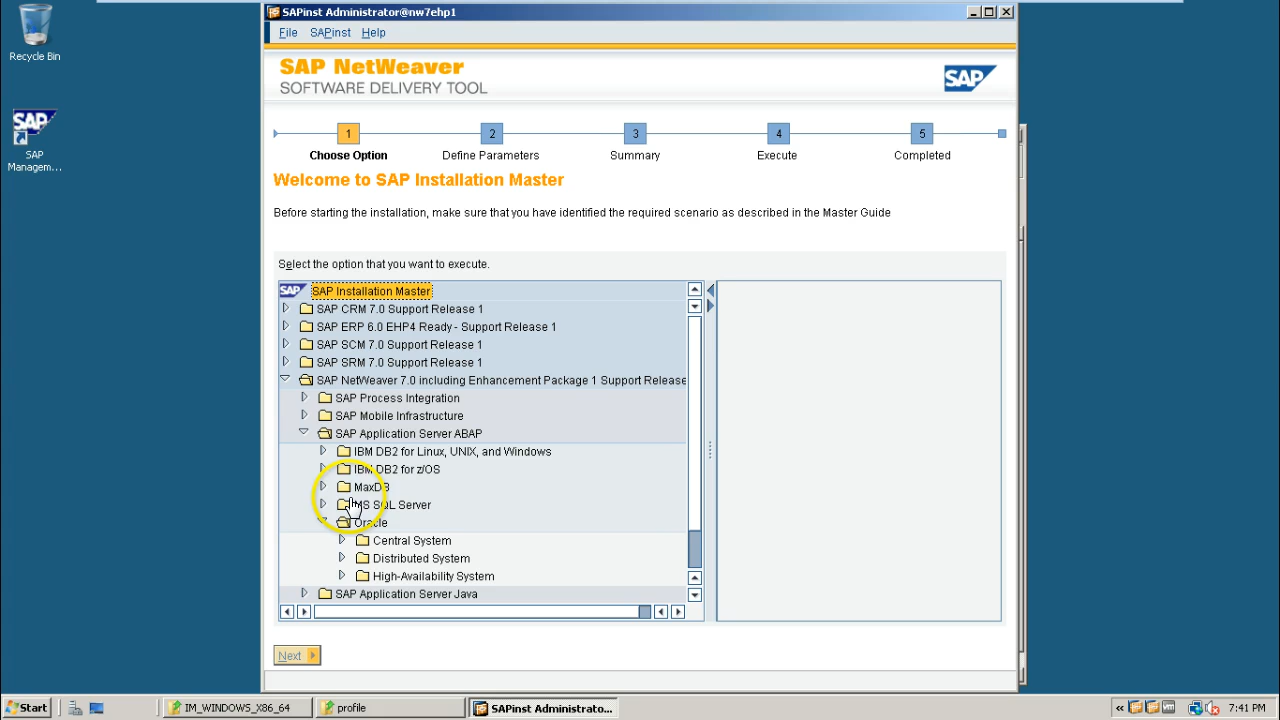 SAPinst Administrator@nw7ehp1
File SAPinst Help
Recycle Bin
SAP NetWeaver
SOFTWARE DELIVERY TOOL
SAP
SAP
SAP
Managem...
1 2 3 4 5
Choose Option Define Parameters Summary Execute Completed
Welcome to SAP Installation Master
Before starting the installation, make sure that you have identified the required scenario as described in the Master Guide
Select the option that you want to execute.
SAP SAP Installation Master
SAP CRM 7.0 Support Release 1
SAP ERP 6.0 EHP4 Ready - Support Release 1
SAP SCM 7.0 Support Release 1
SAP SRM 7.0 Support Release 1
SAP NetWeaver 7.0 including Enhancement Package 1 Support Release
SAP Process Integration
SAP Mobile Infrastructure
SAP Application Server ABAP
IBM DB2 for Linux, UNIX, and Windows
IBM DB2 for z/OS
MaxDB
MS SQL Server
Oracle
Central System
Distributed System
High-Availability System
SAP Application Server Java
Next
Start IM_WINDOWS_X86_64 profile SAPinst Administrato... « 7:41 PM